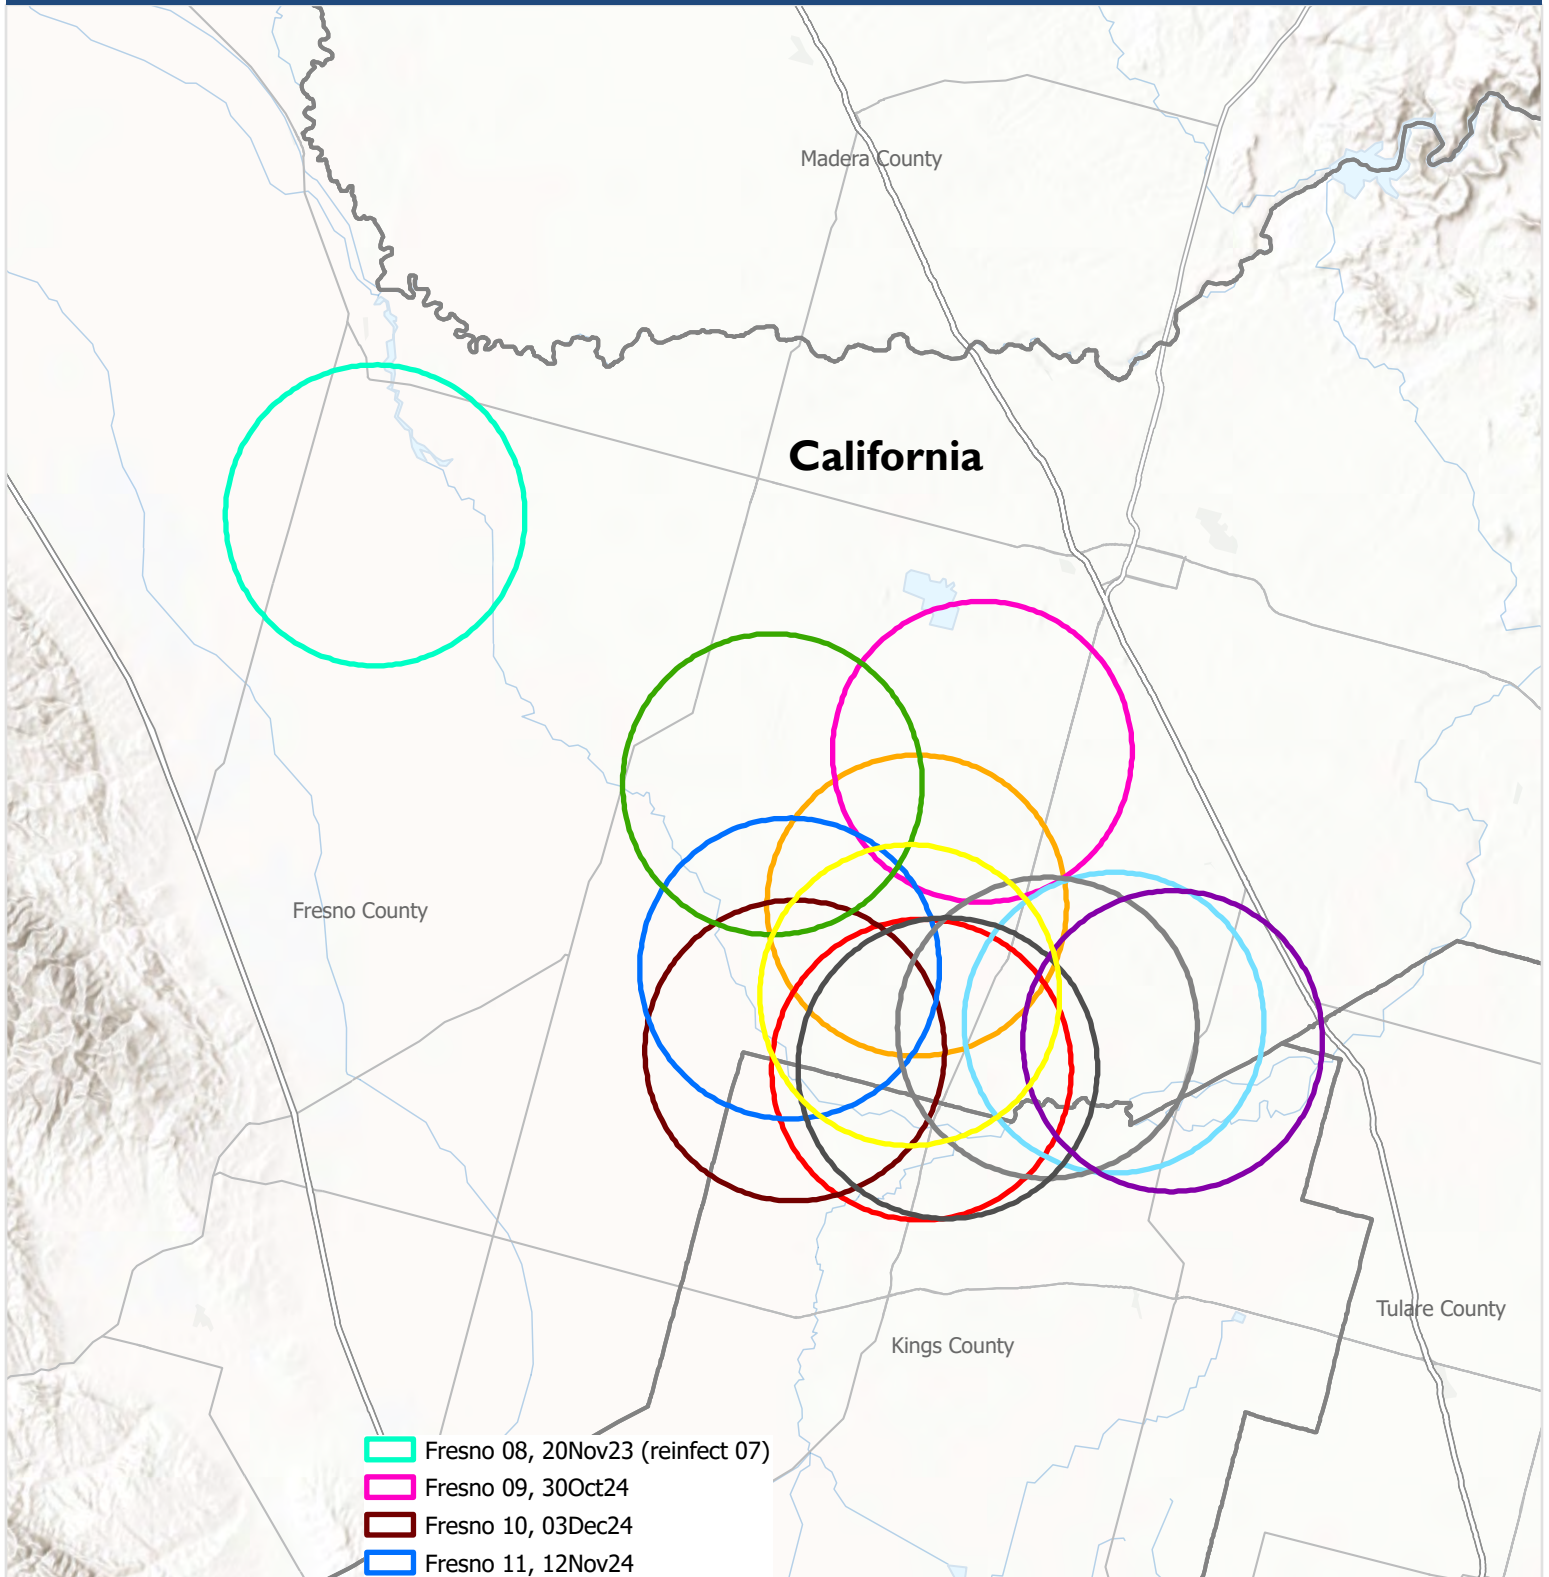 Madera County
California
Fresno County
Tulare County
Kings County
Fresno 08, 20Nov23 (reinfect 07)
Fresno 09, 30Oct24
Fresno 10, 03Dec24
Fresno 11, 12Nov24